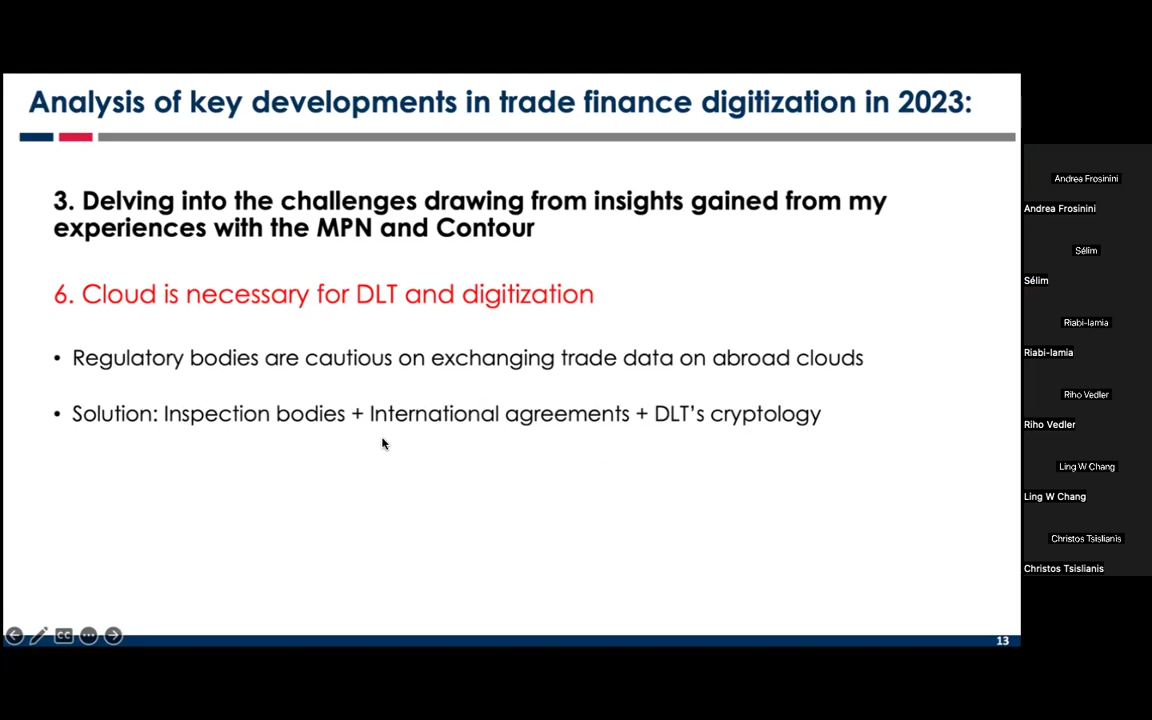 Analysis of key developments in trade finance digitization in 2023:
3. Delving into the challenges drawing from insights gained from my
experiences with the MPN and Contour
6. Cloud is necessary for DLT and digitization
• Regulatory bodies are cautious on exchanging trade data on abroad clouds
• Solution: Inspection bodies + International agreements + DLT’s cryptology
CC
13
Andrea Frosinini
Andrea Frosinini
Sélim
Sélim
Riabi-lamia
Riabi-lamia
Riho Vedler
Riho Vedler
Ling W Chang
Ling W Chang
Christos Tsislianis
Christos Tsislianis